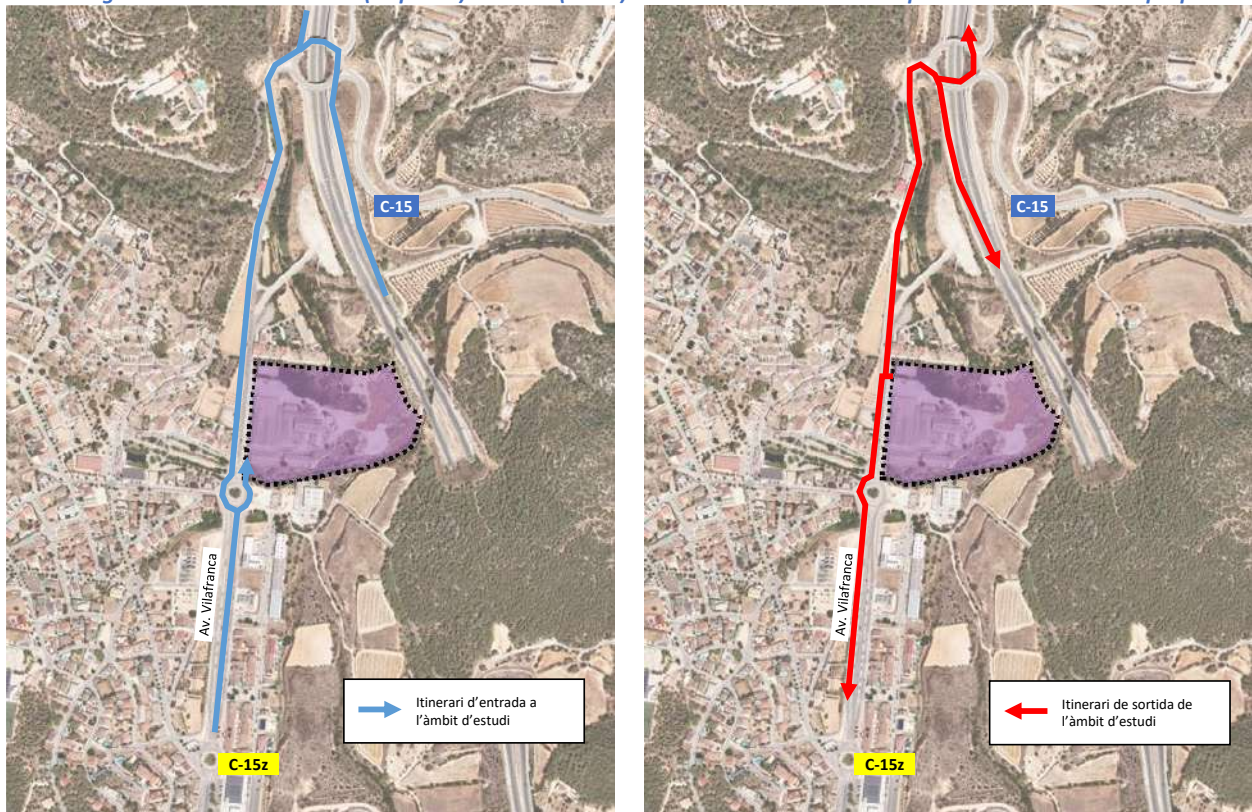 C-15
Av. Vilafranca
Itinerari d'entrada a
l'àmbit d'estudi
C-15z
C-15
Av. Vilafranca
Itinerari de sortida de
l'àmbit d'estudi
C-15z